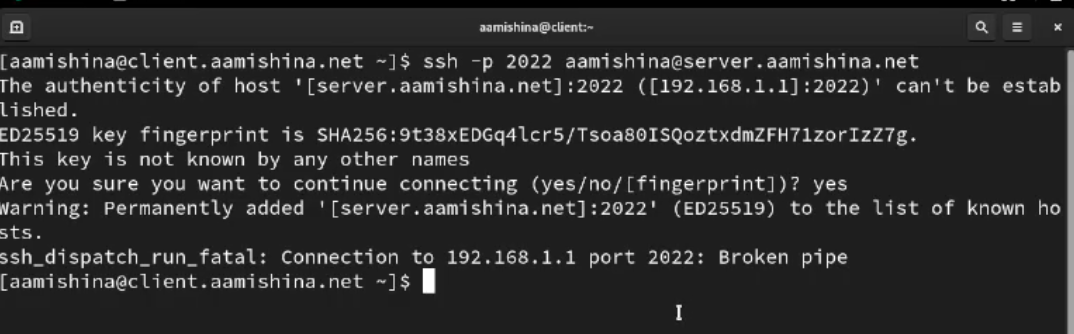 aamishina@client:~
[aamishina@client.aamishina.net ~]$ ssh -p 2022 aamishina@server.aamishina.net
The authenticity of host '[server.aamishina.net]:2022 ([192.168.1.1]:2022)' can't be estab
lished.
ED25519 key fingerprint is SHA256:9t38xEDGq4lcr5/Tsoa80ISQoztxdmZFH71zorIzZ7g.
This key is not known by any other names
Are you sure you want to continue connecting (yes/no/[fingerprint])? yes
Warning: Permanently added '[server.aamishina.net]:2022' (ED25519) to the list of known ho
sts.
ssh_dispatch_run_fatal: Connection to 192.168.1.1 port 2022: Broken pipe
[aamishina@client.aamishina.net ~]$